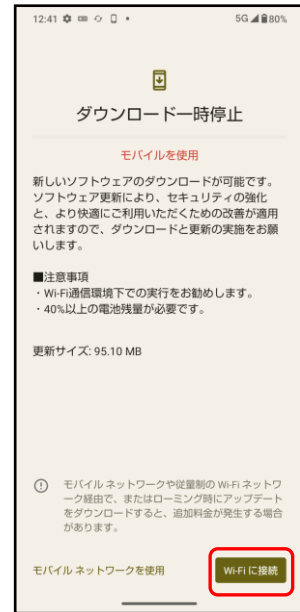 12:41 5G 80%
ダウンロード一時停止
モバイルを使用
新しいソフトウェアのダウンロードが可能です。
ソフトウェア更新により、セキュリティの強化
と、より快適にご利用いただくための改善が適用
されますので、ダウンロードと更新の実施をお願
いします。
■注意事項
・Wi-Fi通信環境下での実行をお勧めします。
・40%以上の電池残量が必要です。
更新サイズ: 95.10 MB
モバイル ネットワークや従量制の Wi-Fi ネットワ
ーク経由で、またはローミング時にアップデート
をダウンロードすると、追加料金が発生する場合
があります。
モバイル ネットワークを使用
Wi-Fi に接続